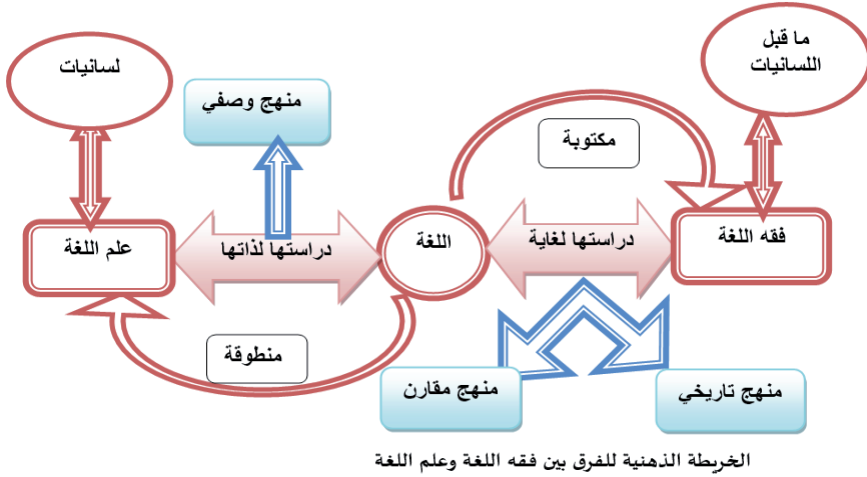 ما قبل
اللسانيات
لسانيات
منهج وصفي
مكتوبة
فقه اللغة
دراستها لغاية
اللغة
دراستها لذاتها
علم اللغة
منطوقة
منهج تاريخي
منهج مقارن
الخريطة الذهنية للفرق بين فقه اللغة وعلم اللغة